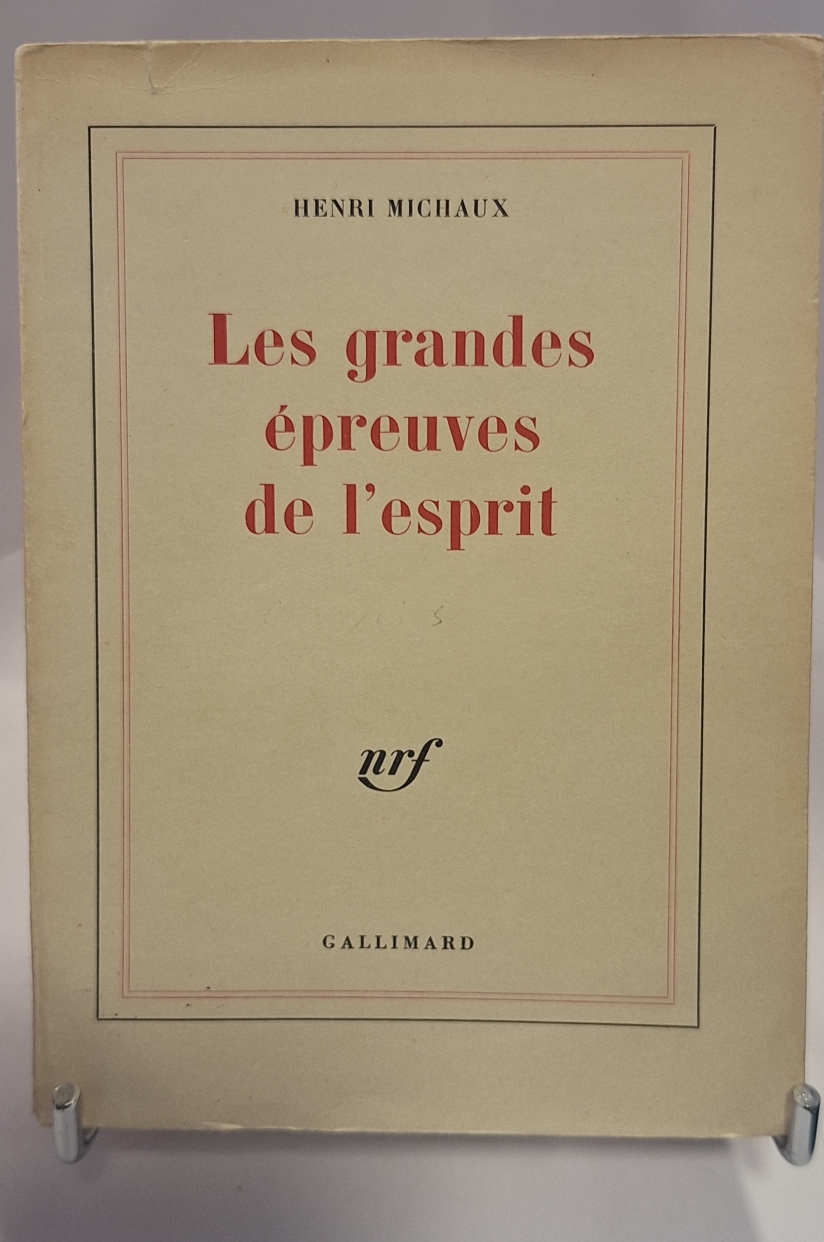 HENRI MICHAUX
Les grandes
épreuves
de l'esprit
nrf
GALLIMARD